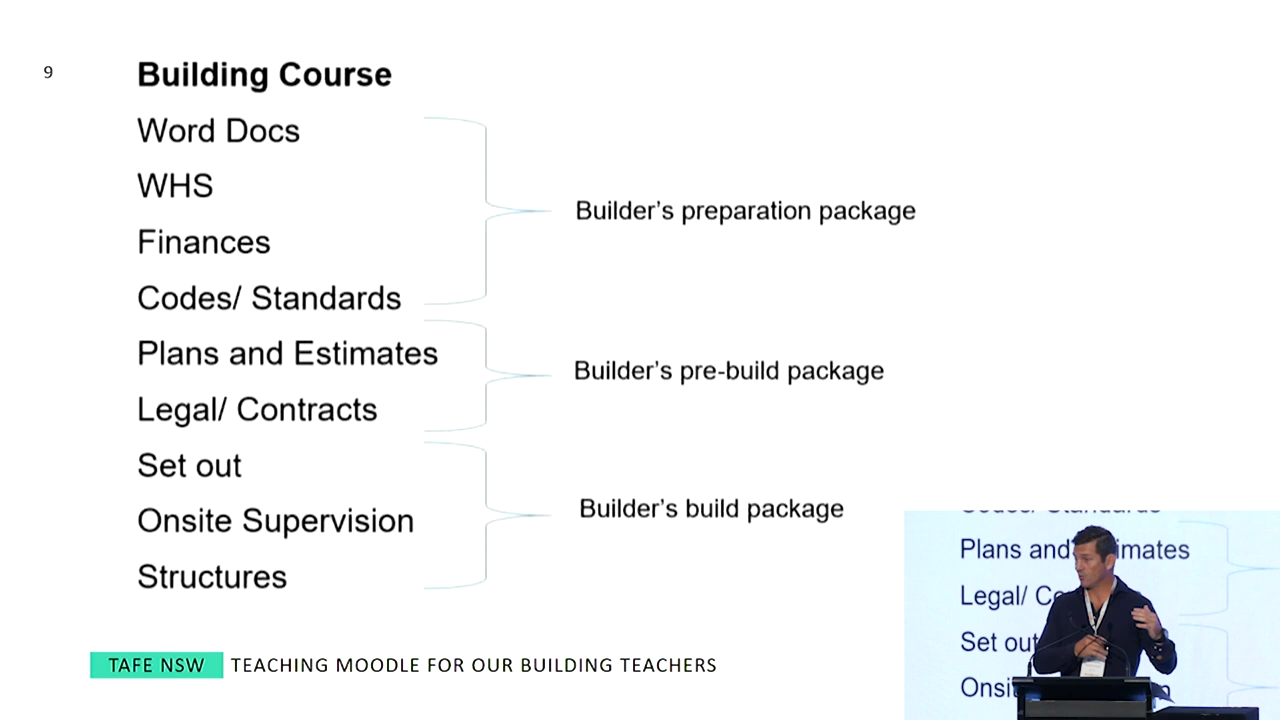 9
Building Course
Word Docs
WHS
Finances
Codes/ Standards
Plans and Estimates
Legal/ Contracts
Set out
Onsite Supervision
Structures
Builder's preparation package
Builder's pre-build package
Builder's build package
TAFE NSW TEACHING MOODLE FOR OUR BUILDING TEACHERS
Codes/ Standards
Plans and
Legal/
Set out